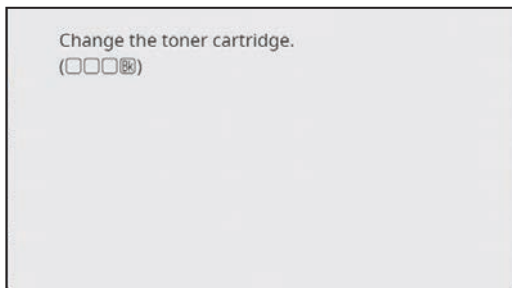 Change the toner cartridge.
(▢▢▢Bk)